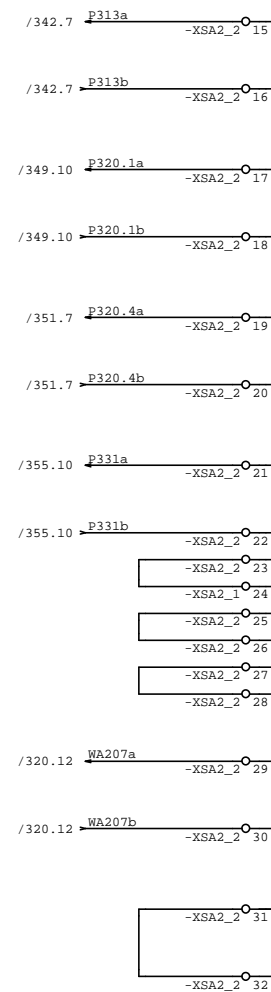 /342.7 P313a -XSA2_2 15
/342.7 P313b -XSA2_2 16
/349.10 P320.1a -XSA2_2 17
/349.10 P320.1b -XSA2_2 18
/351.7 P320.4a -XSA2_2 19
/351.7 P320.4b -XSA2_2 20
/355.10 P331a -XSA2_2 21
/355.10 P331b -XSA2_2 22
-XSA2_2 23
-XSA2_1 24
-XSA2_2 25
-XSA2_2 26
-XSA2_2 27
-XSA2_2 28
/320.12 WA207a -XSA2_2 29
/320.12 WA207b -XSA2_2 30
-XSA2_2 31
-XSA2_2 32